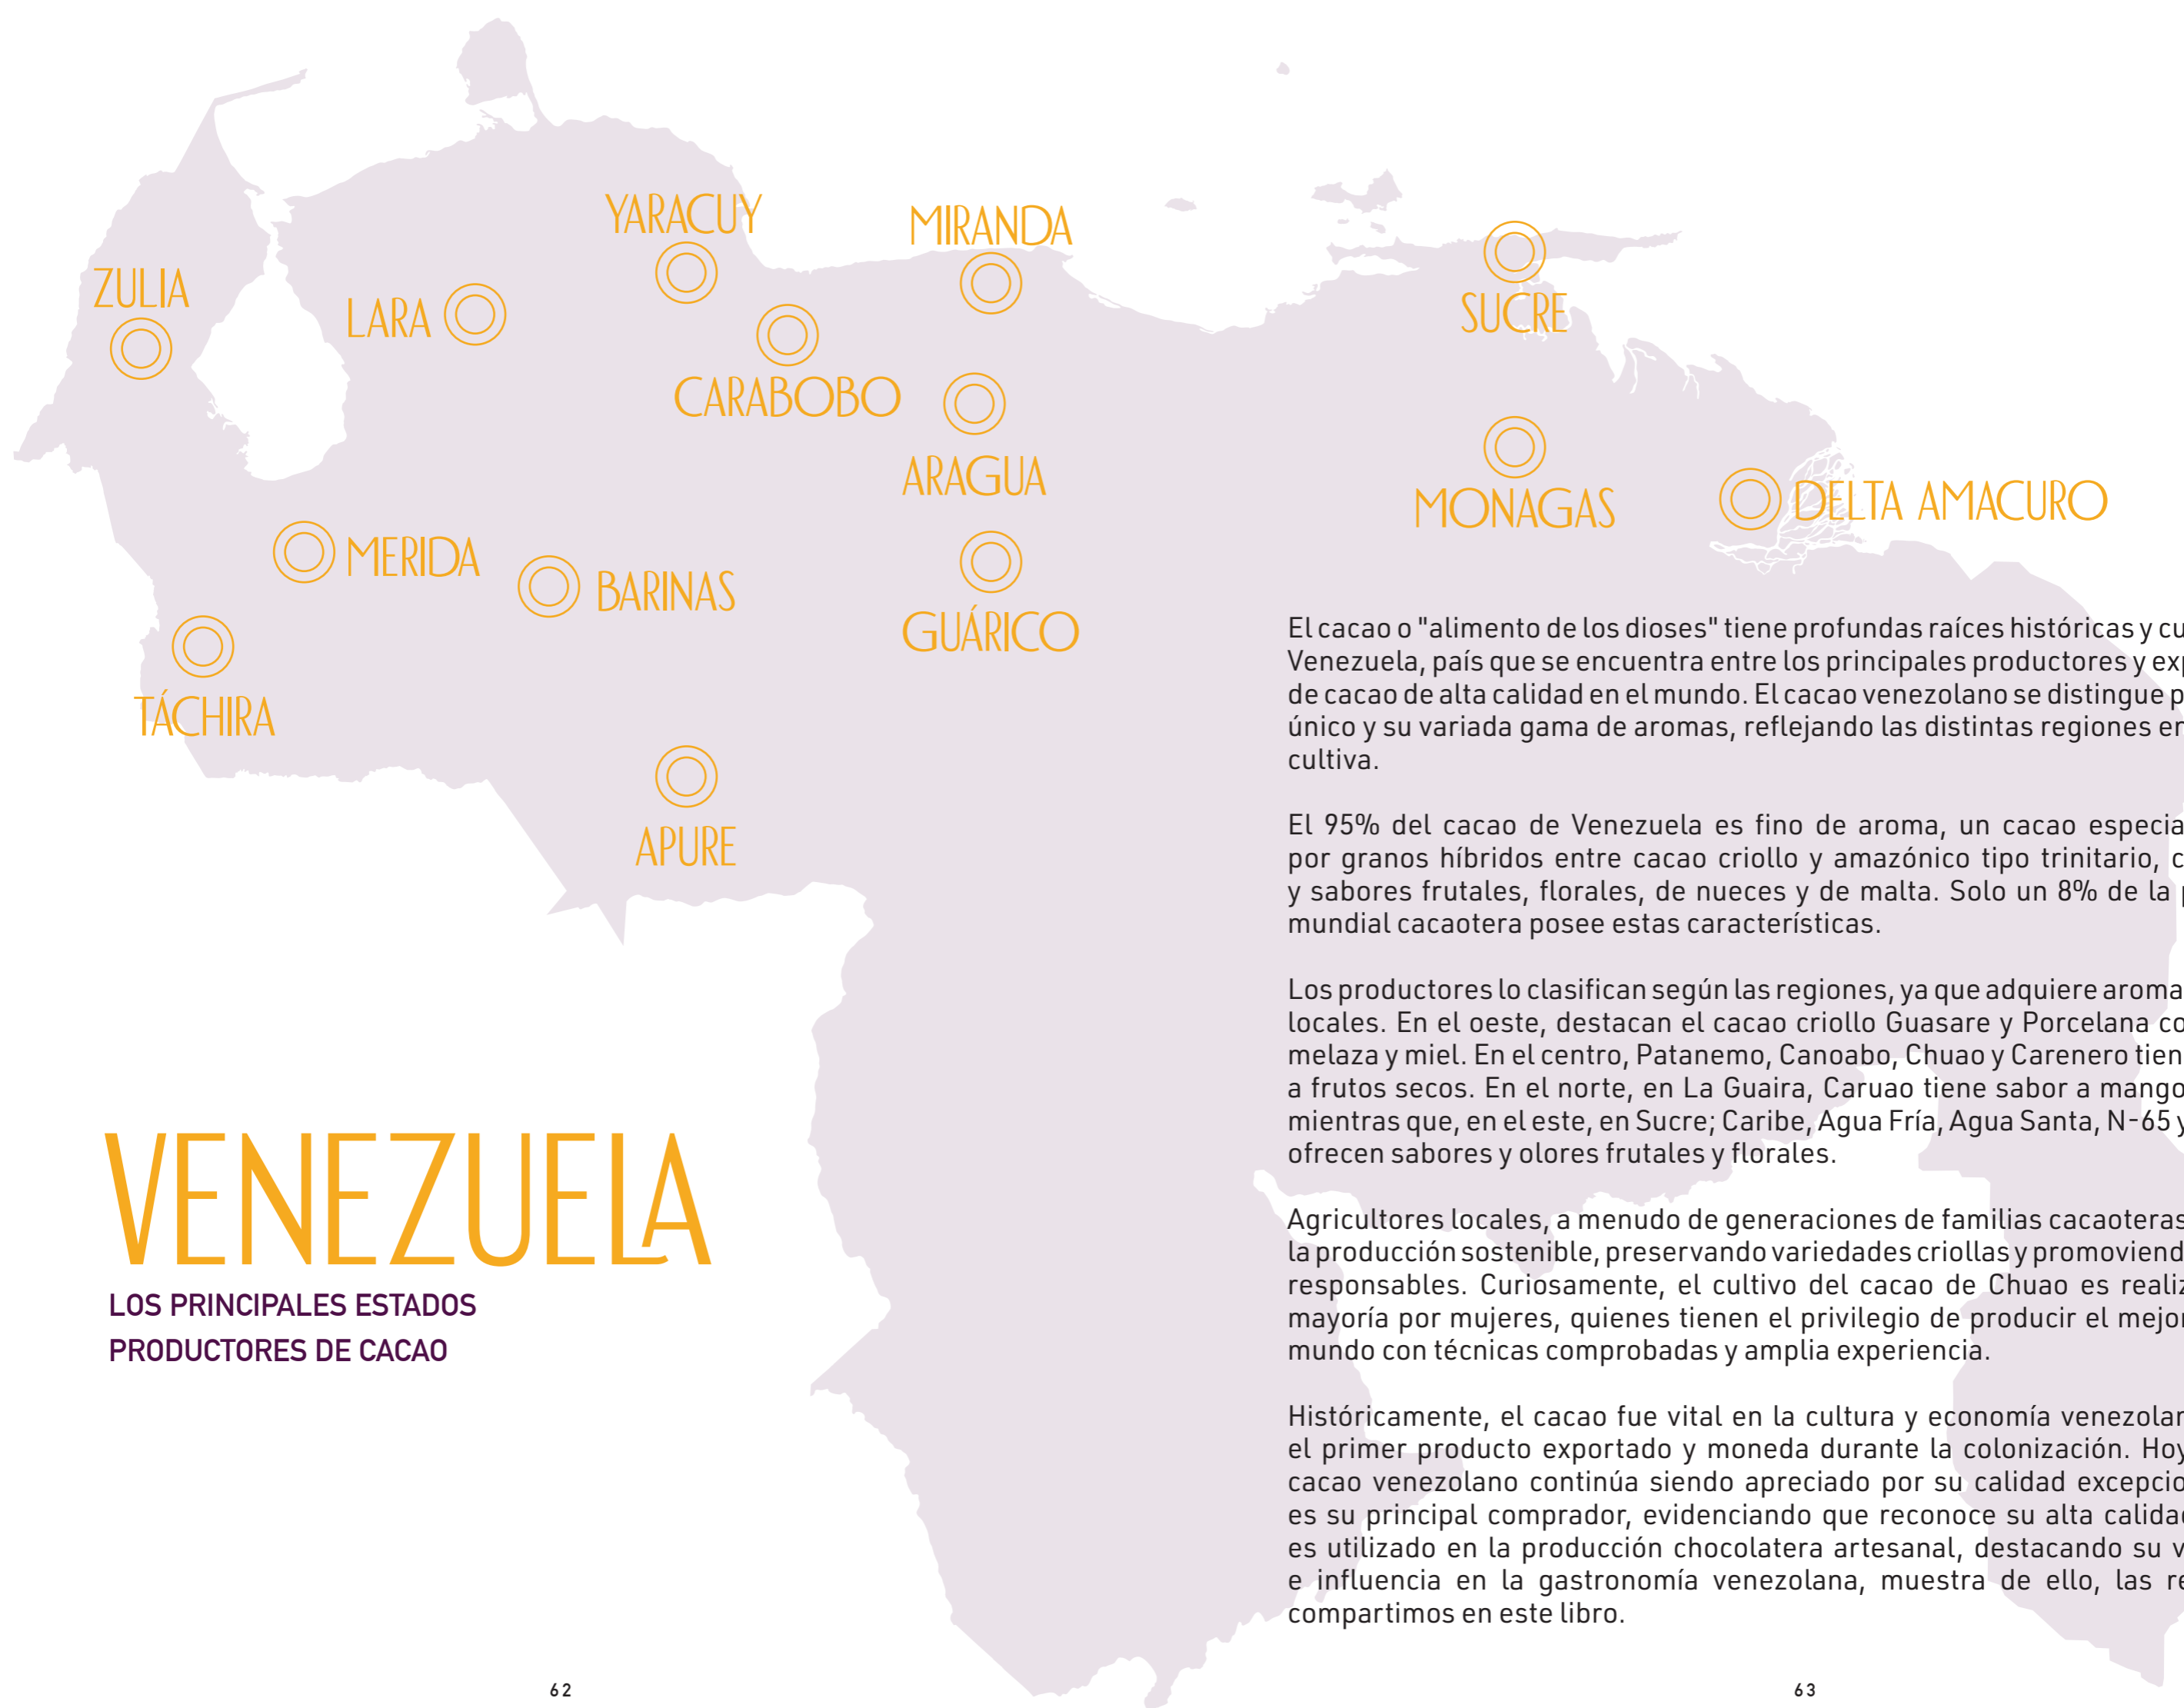 YARACUY
MIRANDA
ZULIA
LARA
SUCRE
CARABOBO
ARAGUA
MONAGAS
DELTA AMACURO
MERIDA
BARINAS
GUÁRICO
TÁCHIRA
APURE
VENEZUELA
LOS PRINCIPALES ESTADOS
PRODUCTORES DE CACAO
62
El cacao o "alimento de los dioses" tiene profundas raíces históricas y
Venezuela, país que se encuentra entre los principales productores y
de cacao de alta calidad en el mundo. El cacao venezolano se distingue
único y su variada gama de aromas, reflejando las distintas regiones en
cultiva.
El 95% del cacao de Venezuela es fino de aroma, un cacao
por granos híbridos entre cacao criollo y amazónico tipo trinitario,
y sabores frutales, florales, de nueces y de malta. Solo un 8% de la
mundial cacaotera posee estas características.
Los productores lo clasifican según las regiones, ya que adquiere
locales. En el oeste, destacan el cacao criollo Guasare y Porcelana
melaza y miel. En el centro, Patanemo, Canoabo, Chuao y Carenero
a frutos secos. En el norte, en La Guaira, Caruao tiene sabor a mango
mientras que, en el este, en Sucre; Caribe, Agua Fría, Agua Santa, N-65 y
ofrecen sabores y olores frutales y florales.
Agricultores locales, a menudo de generaciones de familias cacaoteras
la producción sostenible, preservando variedades criollas y
responsables. Curiosamente, el cultivo del cacao de Chuao es
mayoría por mujeres, quienes tienen el privilegio de producir el mejor
mundo con técnicas comprobadas y amplia experiencia.
Históricamente, el cacao fue vital en la cultura y economía
el primer producto exportado y moneda durante la colonización. Hoy
cacao venezolano continúa siendo apreciado por su calidad
es su principal comprador, evidenciando que reconoce su alta
es utilizado en la producción chocolatera artesanal, destacando su
e influencia en la gastronomía venezolana, muestra de ello, las
compartimos en este libro.
63